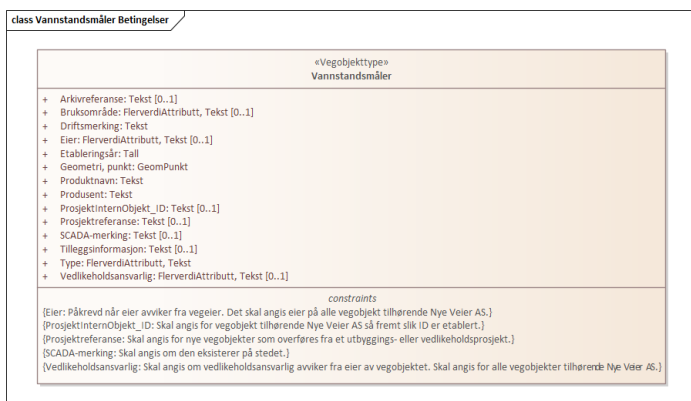 class Vannstandsmåler Betingelser
«Vegobjekttype»
Vannstandsmåler
+ Arkivreferanse: Tekst [0..1]
+ Bruksområde: FlerverdiAttributt, Tekst [0..1]
+ Driftsmerking: Tekst
+ Eier: FlerverdiAttributt, Tekst [0..1]
+ Etableringsår: Tall
+ Geometri, punkt: GeomPunkt
+ Produktnavn: Tekst
+ Produsent: Tekst
+ ProsjektInternObjekt_ID: Tekst [0..1]
+ Prosjektreferanse: Tekst [0..1]
+ SCADA-merking: Tekst [0..1]
+ Tilleggsinformasjon: Tekst [0..1]
+ Type: FlerverdiAttributt, Tekst
+ Vedlikeholdsansvarlig: FlerverdiAttributt, Tekst [0..1]
constraints
{Eier: Påkrevd når eier avviker fra vegeier. Det skal angis eier på alle vegobjekt tilhørende Nye Veier AS.}
{ProsjektInternObjekt_ID: Skal angis for vegobjekt tilhørende Nye Veier AS så fremt slik ID er etablert.}
{Prosjektreferanse: Skal angis for nye vegobjekter som overføres fra et utbyggings- eller vedlikeholdsprosjekt.}
{SCADA-merking: Skal angis om den eksisterer på stedet.}
{Vedlikeholdsansvarlig: Skal angis om vedlikeholdsansvarlig avviker fra eier av vegobjektet. Skal angis for alle vegobjekter tilhørende Nye Veier AS.}